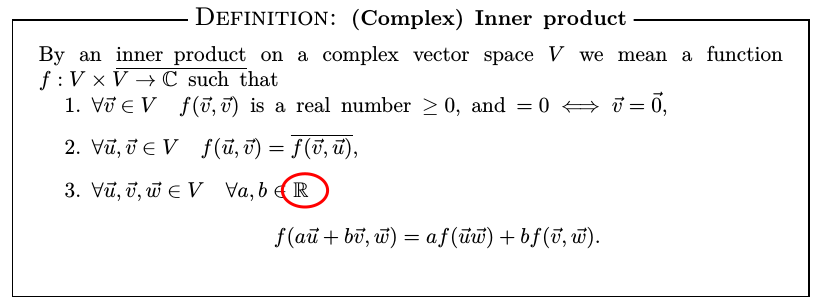 DEFINITION: (Complex) Inner product
By an inner product on a complex vector space V we mean a function
f : V × V → ℂ such that
1. ∀v⃗ ∈ V f(v⃗, v⃗) is a real number ≥ 0, and = 0 ⟺ v⃗ = 0⃗,
2. ∀u⃗, v⃗ ∈ V f(u⃗, v⃗) = \overline{f(v⃗, u⃗)},
3. ∀u⃗, v⃗, w⃗ ∈ V ∀a, b ∈ ℝ
f(au⃗ + bv⃗, w⃗) = af(u⃗w⃗) + bf(v⃗, w⃗).